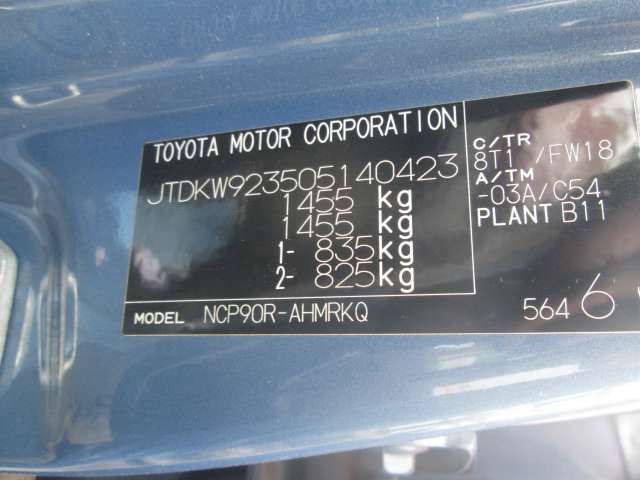 TOYOTA MOTOR CORPORATION
JTDKW923505140423
1455 kg
1455 kg
1- 835 kg
2- 825 kg
MODEL NCP90R-AHMRKQ
C/TR
8T1 /FW18
A/TM
-03A/C54
PLANT B11
564 6